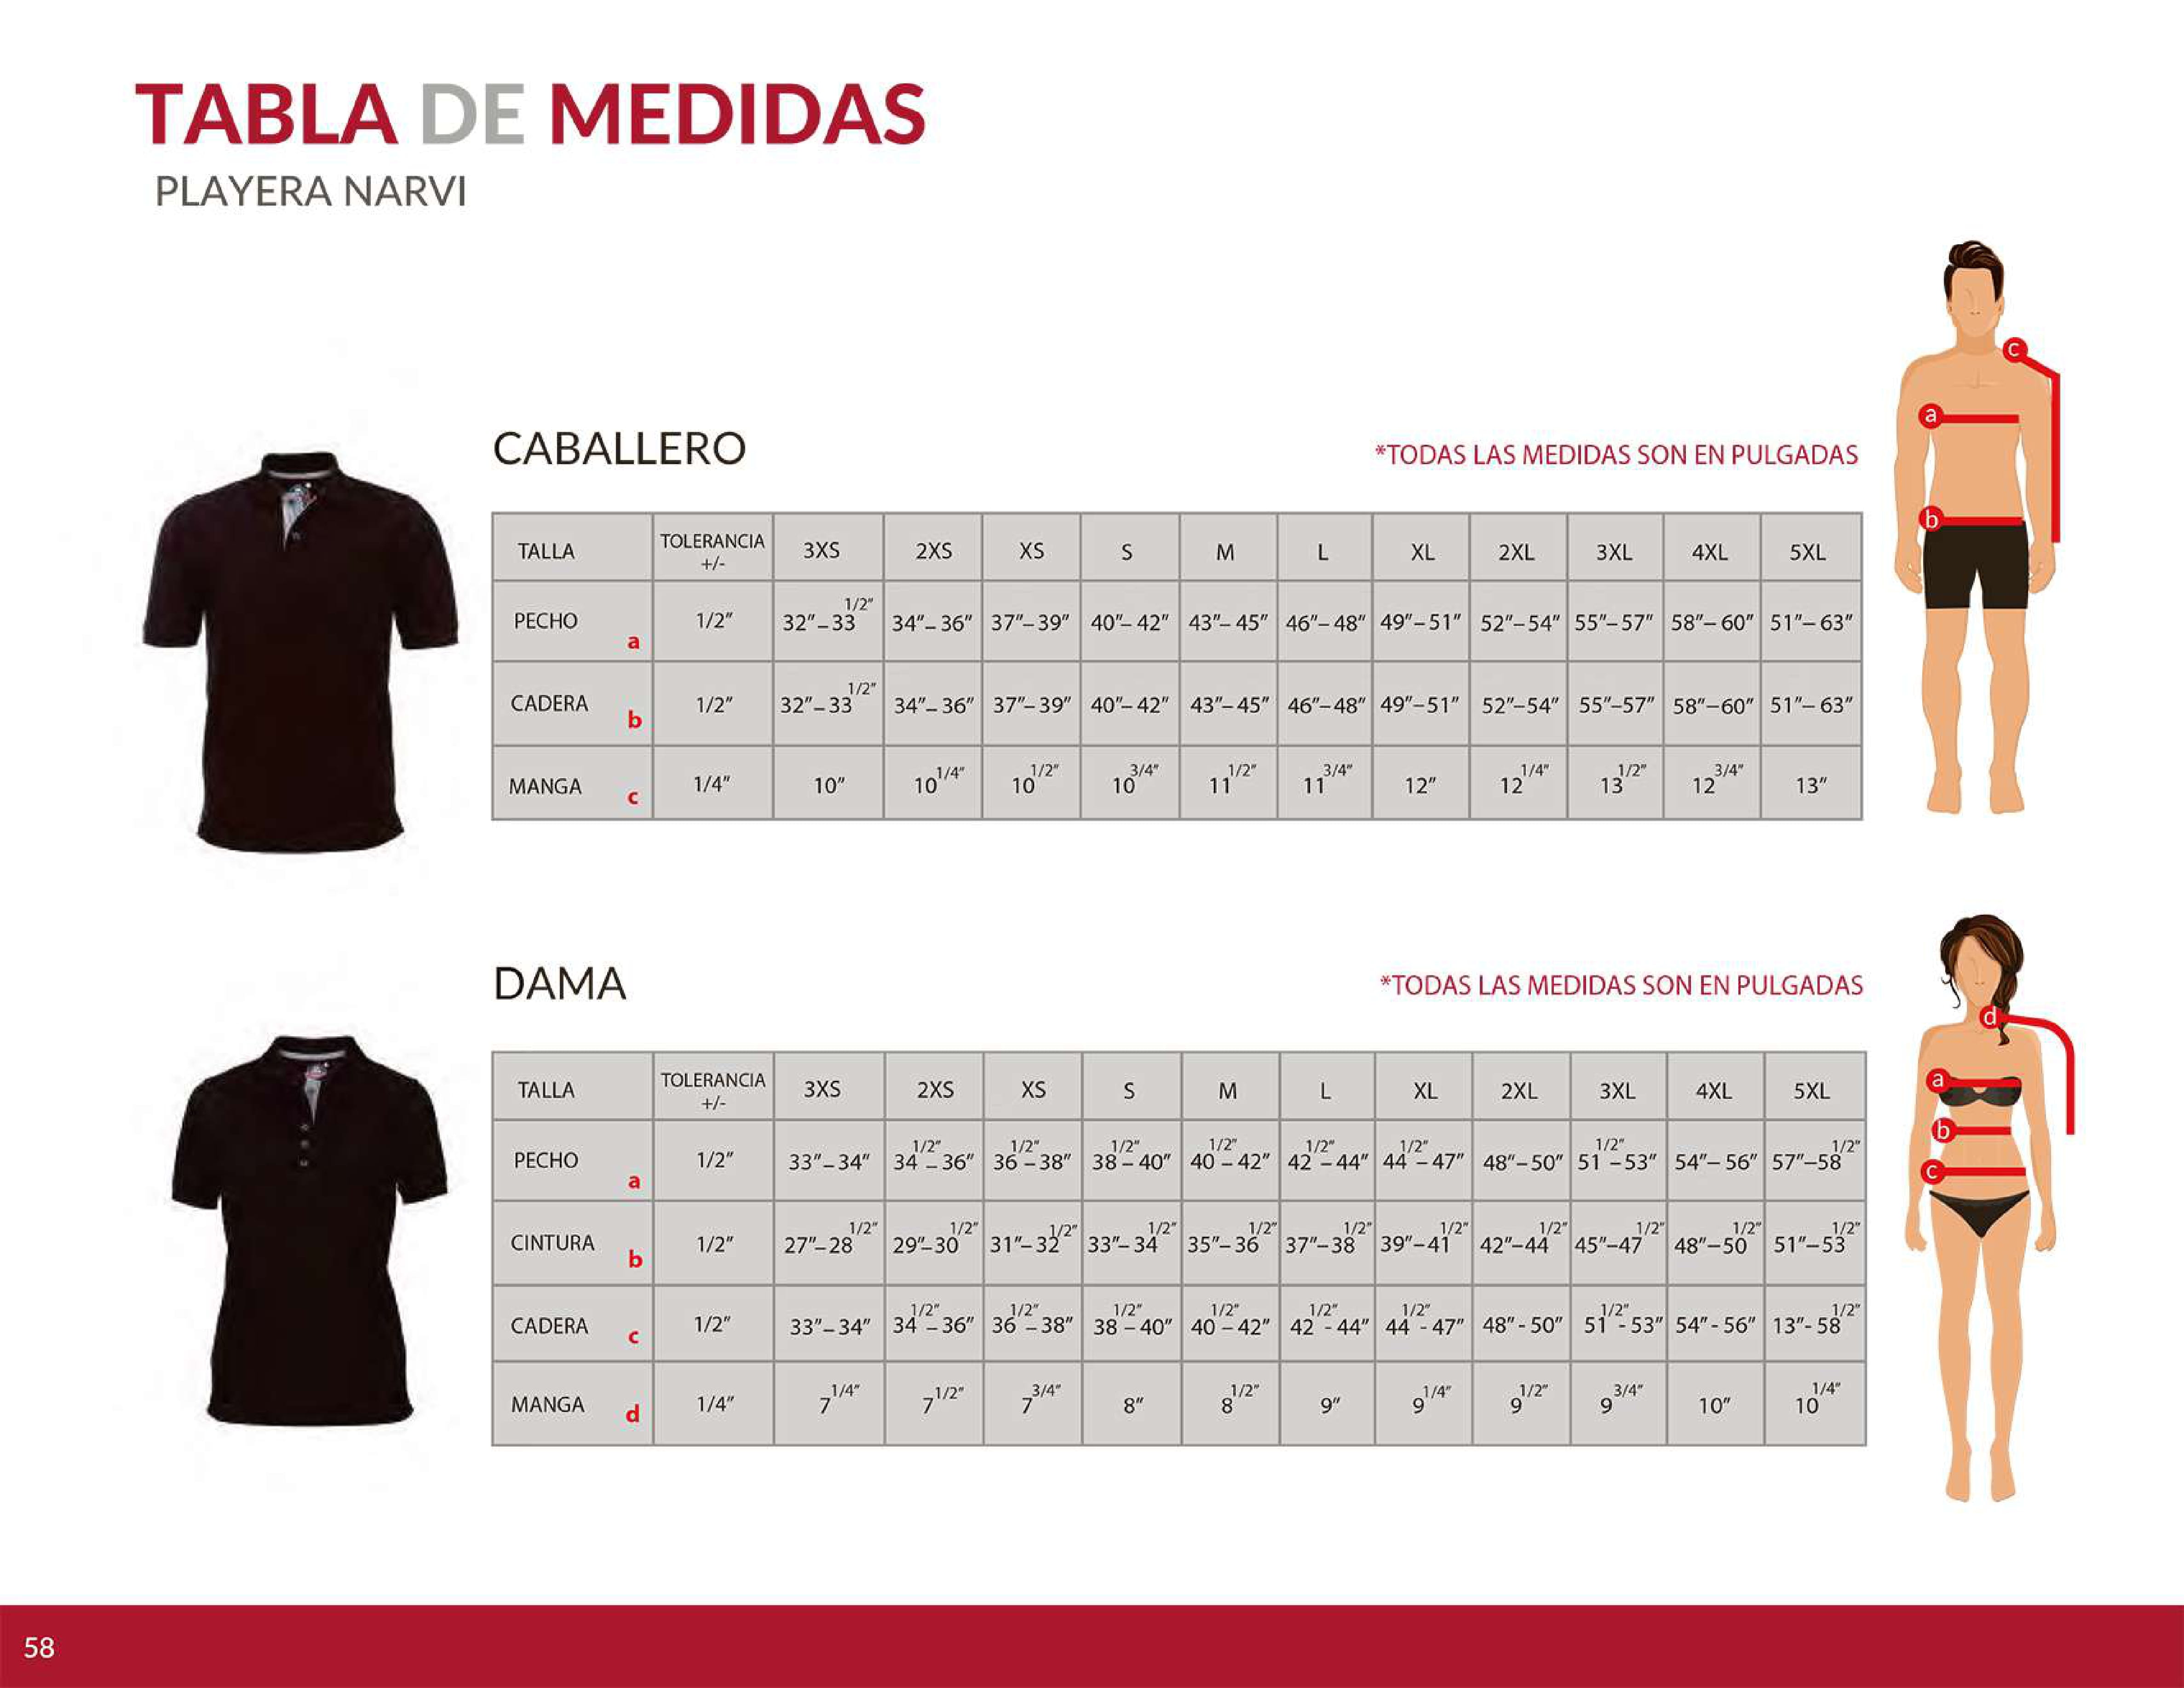 TABLA DE MEDIDAS
PLAYERA NARVI
CABALLERO
*TODAS LAS MEDIDAS SON EN PULGADAS
TALLA TOLERANCIA +/- 3XS 2XS XS S M L XL 2XL 3XL 4XL 5XL
PECHO a 1/2" 32"–33 1/2" 34"–36" 37"–39" 40"–42" 43"–45" 46"–48" 49"–51" 52"–54" 55"–57" 58"–60" 51"–63"
CADERA b 1/2" 32"–33 1/2" 34"–36" 37"–39" 40"–42" 43"–45" 46"–48" 49"–51" 52"–54" 55"–57" 58"–60" 51"–63"
MANGA c 1/4" 10" 10 1/4" 10 1/2" 10 3/4" 11 1/2" 11 3/4" 12" 12 1/4" 13 1/2" 12 3/4" 13"
c
a
b
DAMA
*TODAS LAS MEDIDAS SON EN PULGADAS
TALLA TOLERANCIA +/- 3XS 2XS XS S M L XL 2XL 3XL 4XL 5XL
PECHO a 1/2" 33"–34" 34 1/2"–36" 36 1/2"–38" 38 1/2"–40" 40 1/2"–42" 42 1/2"–44" 44 1/2"–47" 48"–50" 51 1/2"–53" 54"–56" 57"–58 1/2"
CINTURA b 1/2" 27"–28 1/2" 29"–30 1/2" 31"–32 1/2" 33"–34 1/2" 35"–36 1/2" 37"–38 1/2" 39"–41 1/2" 42"–44 1/2" 45"–47 1/2" 48"–50 1/2" 51"–53 1/2"
CADERA c 1/2" 33"–34" 34 1/2"–36" 36 1/2"–38" 38 1/2"–40" 40 1/2"–42" 42 1/2"-44" 44 1/2"-47" 48"-50" 51 1/2"-53" 54"-56" 13"-58 1/2"
MANGA d 1/4" 7 1/4" 7 1/2" 7 3/4" 8" 8 1/2" 9" 9 1/4" 9 1/2" 9 3/4" 10" 10 1/4"
d
a
b
c
58